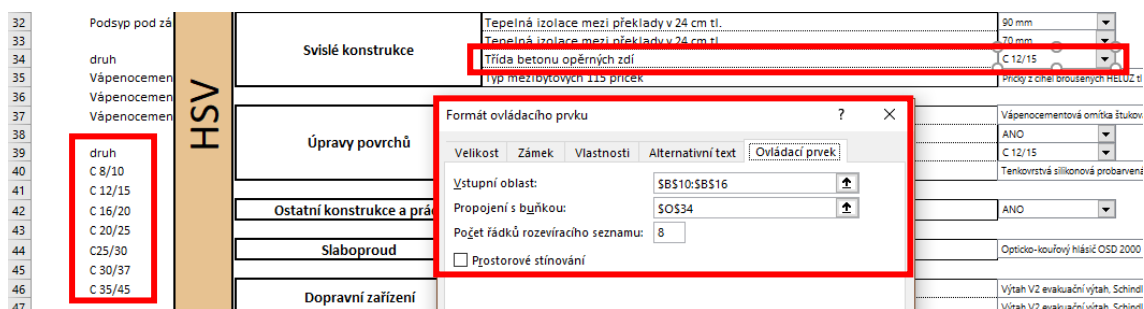 32 Podsyp pod zá Tepelná izolace mezi překlady v 24 cm tl. 90 mm
33 Tepelná izolace mezi překlady v 24 cm tl. 70 mm
Svislé konstrukce
34 druh Třída betonu opěrných zdí C 12/15
35 Vápenocemen Typ mezibytových 115 příček Příčky z cihel broušených HELUZ tl
36 Vápenocemen
HSV
37 Vápenocemen Formát ovládacího prvku ? Vápenocementová omítka štukov
38 ANO
Úpravy povrchů
39 druh Velikost Zámek Vlastnosti Alternativní text Ovládací prvek C 12/15
40 C 8/10 Tenkovrstvá silikonová probarvená
41 C 12/15 Vstupní oblast: $B$10:$B$16
42 C 16/20 Ostatní konstrukce a prá Propojení s buňkou: $O$34 ANO
43 C 20/25 Počet řádků rozevíracího seznamu: 8
44 C25/30 Slaboproud Prostorové stínování Opticko-kouřový hlásič OSD 2000
45 C 30/37
46 C 35/45 Dopravní zařízení Výtah V2 evakuační výtah, Schindl
47 Výtah V2 evakuační výtah, Schindl